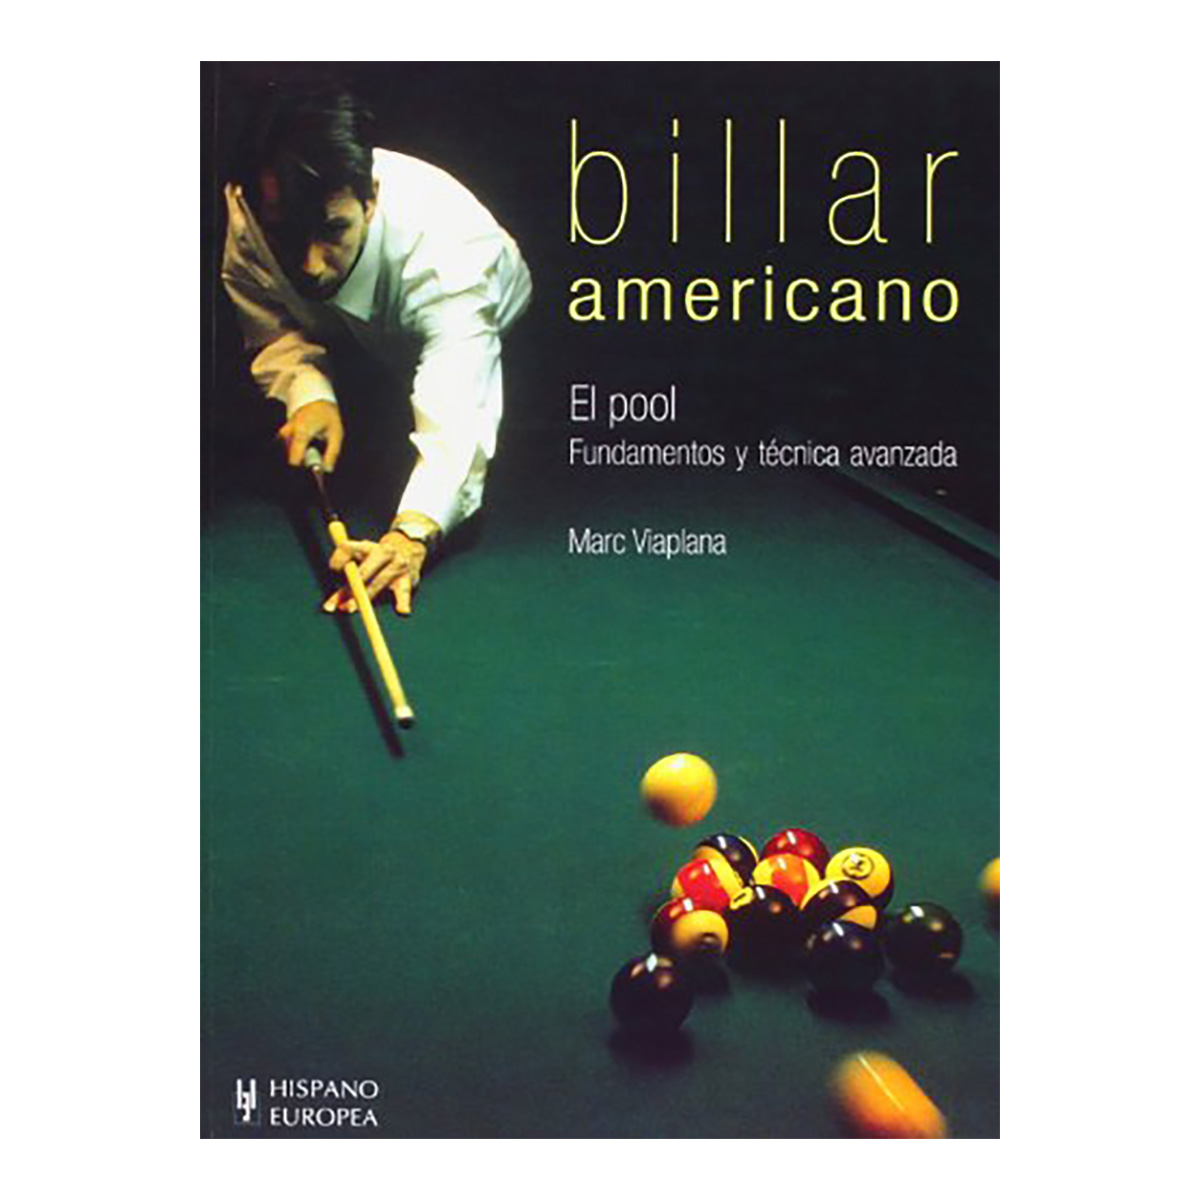 billar
americano
El pool
Fundamentos y técnica avanzada
Marc Viaplana
HISPANO
EUROPEA